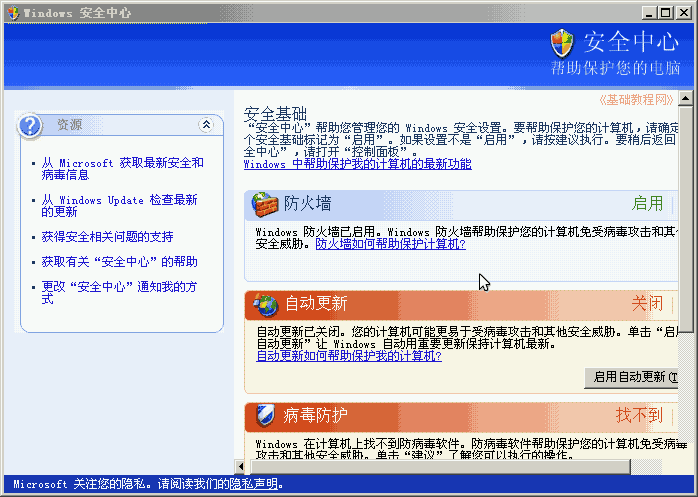 Windows 安全中心
安全中心
帮助保护您的电脑
《基础教程网》
资源
从 Microsoft 获取最新安全和
病毒信息
从 Windows Update 检查最新
的更新
获得安全相关问题的支持
获取有关“安全中心”的帮助
更改“安全中心”通知我的方
式
安全基础
“安全中心”帮助您管理您的 Windows 安全设置。要帮助保护您的计算机，请确定
个安全基础标记为“启用”。如果设置不是“启用”，请按建议执行。要稍后返回
全中心”，请打开“控制面板”。
Windows 中帮助保护我的计算机的最新功能
防火墙 启用
Windows 防火墙已启用。Windows 防火墙帮助保护您的计算机免受病毒攻击和其
安全威胁。防火墙如何帮助保护计算机?
自动更新 关闭
自动更新已关闭。您的计算机可能更易于受病毒攻击和其他安全威胁。单击“启
自动更新”让 Windows 自动用重要更新保持计算机最新。
自动更新如何帮助保护我的计算机?
启用自动更新(T
病毒防护 找不到
Windows 在计算机上找不到防病毒软件。防病毒软件帮助保护您的计算机免受病毒
攻击和其他安全威胁。单击“建议”了解您可以执行的操作。
Microsoft 关注您的隐私。请阅读我们的隐私声明。